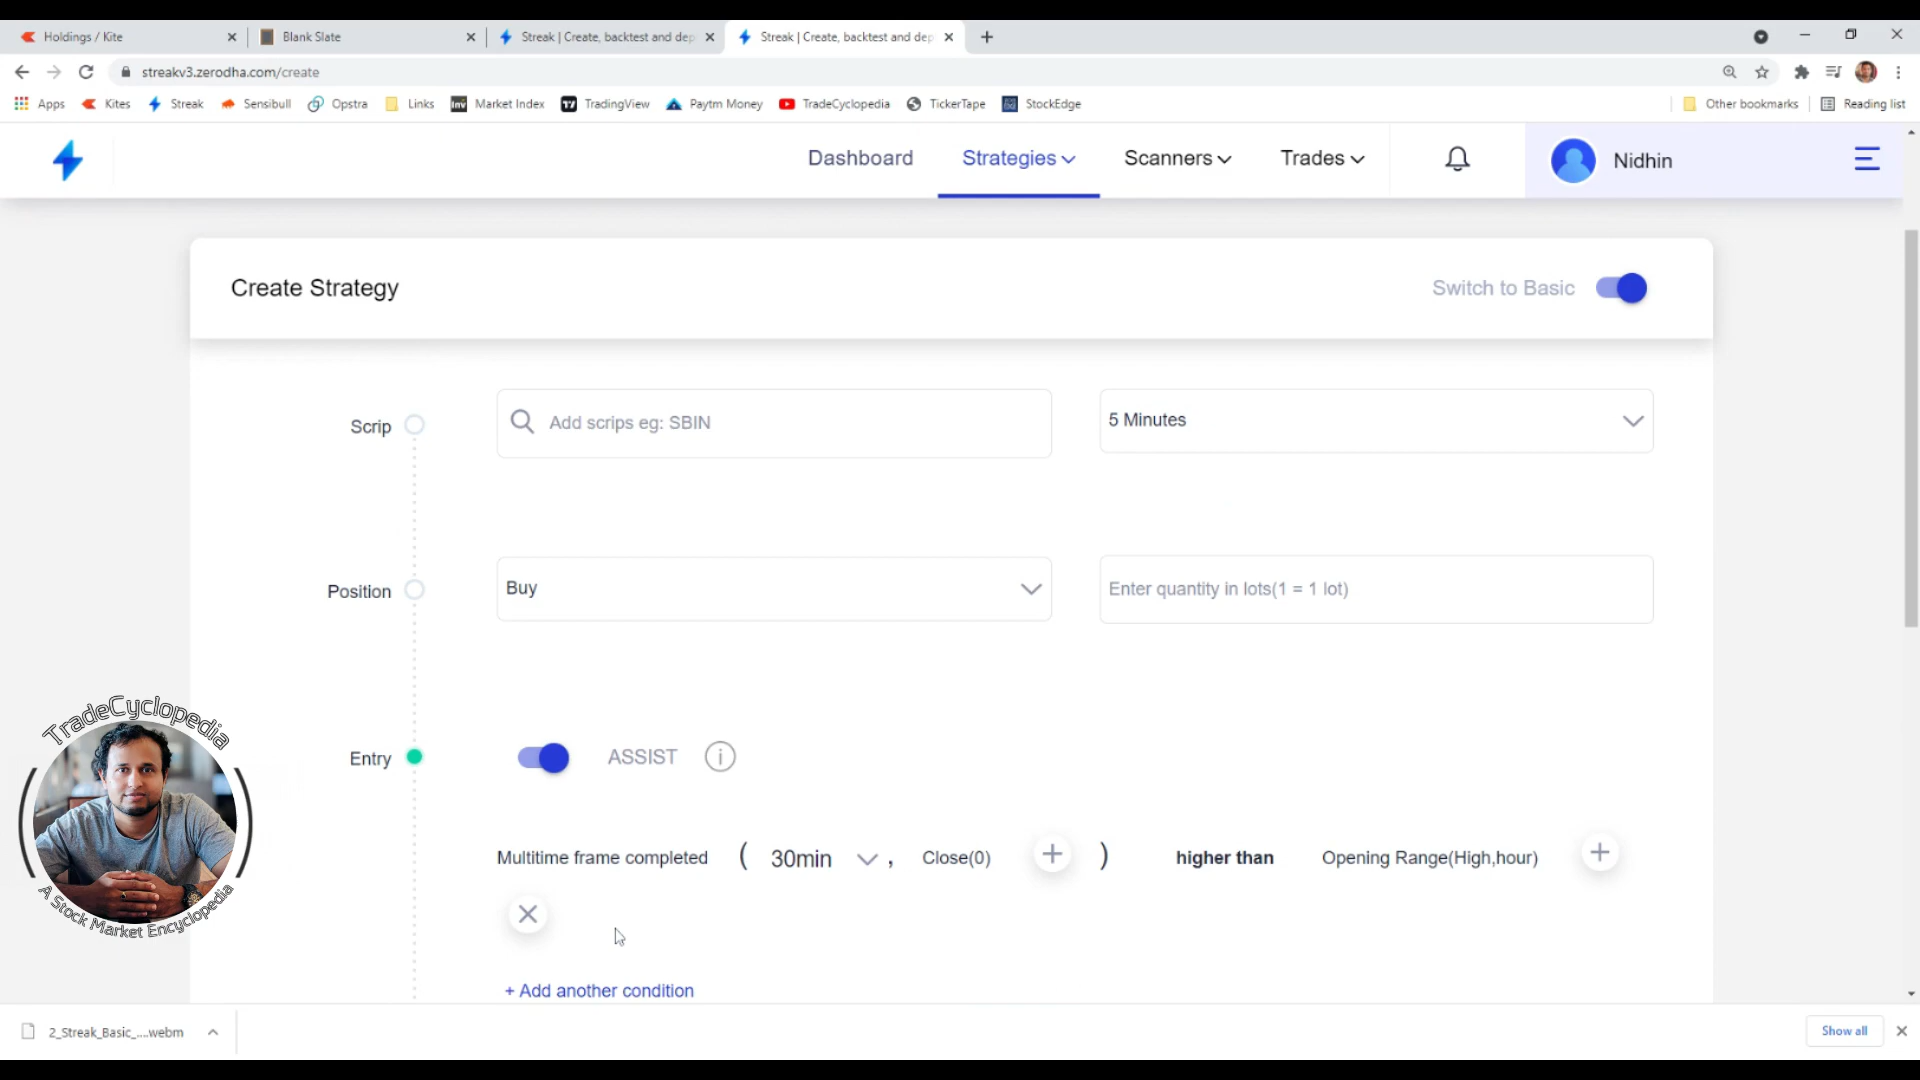 Holdings / Kite
Blank Slate
Streak | Create, backtest and dep
Streak | Create, backtest and dep
streakv3.zerodha.com/create
Apps Kites Streak Sensibull Opstra Links Market Index TradingView Paytm Money TradeCyclopedia TickerTape StockEdge Other bookmarks Reading list
Dashboard Strategies Scanners Trades Nidhin
Create Strategy Switch to Basic
Scrip Add scrips eg: SBIN 5 Minutes
Position Buy Enter quantity in lots(1 = 1 lot)
TradeCyclopedia
A Stock Market Encyclopedia
Entry ASSIST i
Multitime frame completed ( 30min , Close(0) + ) higher than Opening Range(High,hour) +
+ Add another condition
2_Streak_Basic_....webm Show all